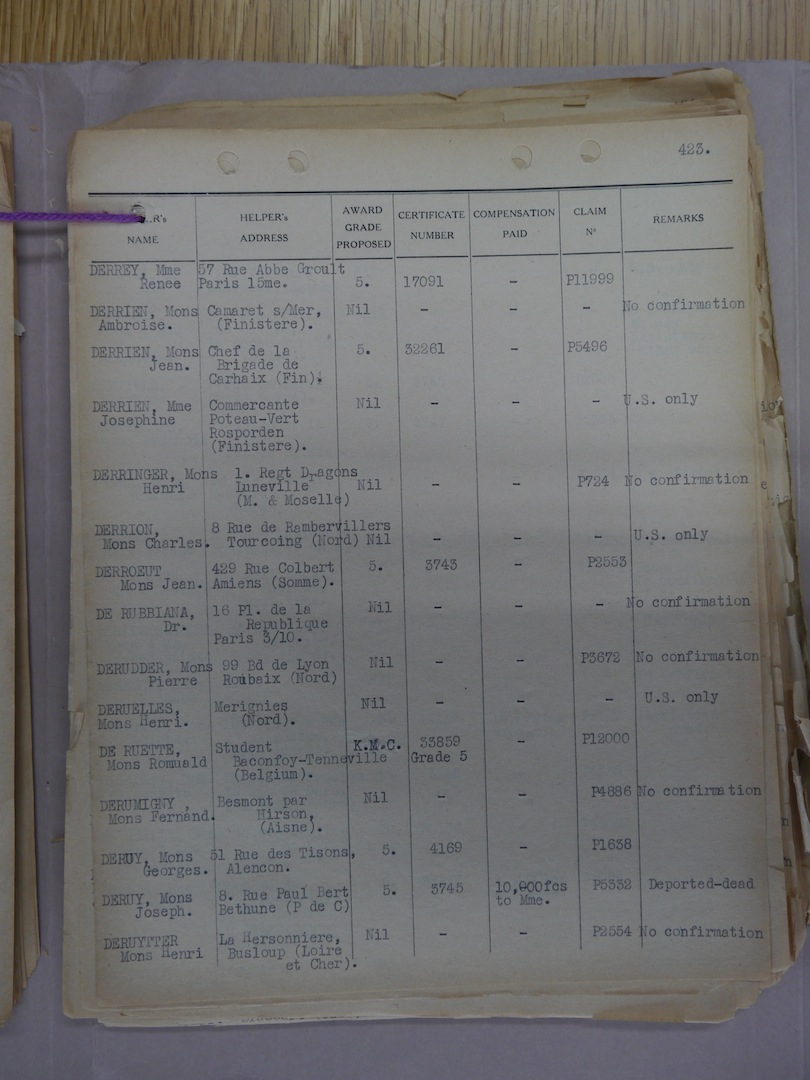 423.
R's NAME HELPER's ADDRESS AWARD GRADE PROPOSED CERTIFICATE NUMBER COMPENSATION PAID CLAIM N° REMARKS
DERREY, Mme 57 Rue Abbe Groult
Renee Paris 15me. 5. 17091 - P11999
DERRIEN, Mons Camaret s/Mer, Nil - - - No confirmation
Ambroise. (Finistere).
DERRIEN, Mons Chef de la 5. 32261 - P5496
Jean. Brigade de
Carhaix (Fin).
DERRIEN, Mme Commercante Nil - - - U.S. only
Josephine Poteau-Vert
Rosporden
(Finistere).
DERRINGER, Mons 1. Regt Dragons
Henri Luneville Nil - - P724 No confirmation
(M. & Moselle)
DERRION, 8 Rue de Rambervillers
Mons Charles. Tourcoing (Nord) Nil - - - U.S. only
DERROEUT 429 Rue Colbert 5. 3743 - P2553
Mons Jean. Amiens (Somme).
DE RUBBIANA, 16 Pl. de la Nil - - - No confirmation
Dr. Republique
Paris 3/10.
DERUDDER, Mons 99 Bd de Lyon Nil - - P3672 No confirmation
Pierre Roubaix (Nord)
DERUELLES, Merignies Nil - - - U.S. only
Mons Henri. (Nord).
DE RUETTE, Student K.M.C. 33859 - P12000
Mons Romuald Baconfoy-Tenneville Grade 5
(Belgium).
DERUMIGNY , Besmont par Nil - - P4886 No confirmation
Mons Fernand. Hirson,
(Aisne).
DERUY, Mons 51 Rue des Tisons, 5. 4169 - P1638
Georges. Alencon.
DERUY, Mons 8. Rue Paul Bert 5. 3745 10,000fcs P5332 Deported-dead
Joseph. Bethune (P de C) to Mme.
DERUYTTER La Hersonniere, Nil - - P2554 No confirmation
Mons Henri Busloup (Loire
et Cher).